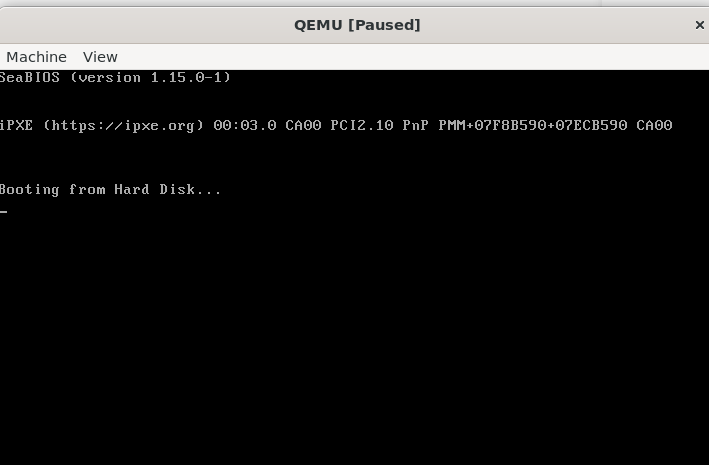 QEMU [Paused]
×
Machine View
SeaBIOS (version 1.15.0-1)
iPXE (https://ipxe.org) 00:03.0 CA00 PCI2.10 PnP PMM+07F8B590+07ECB590 CA00
Booting from Hard Disk...